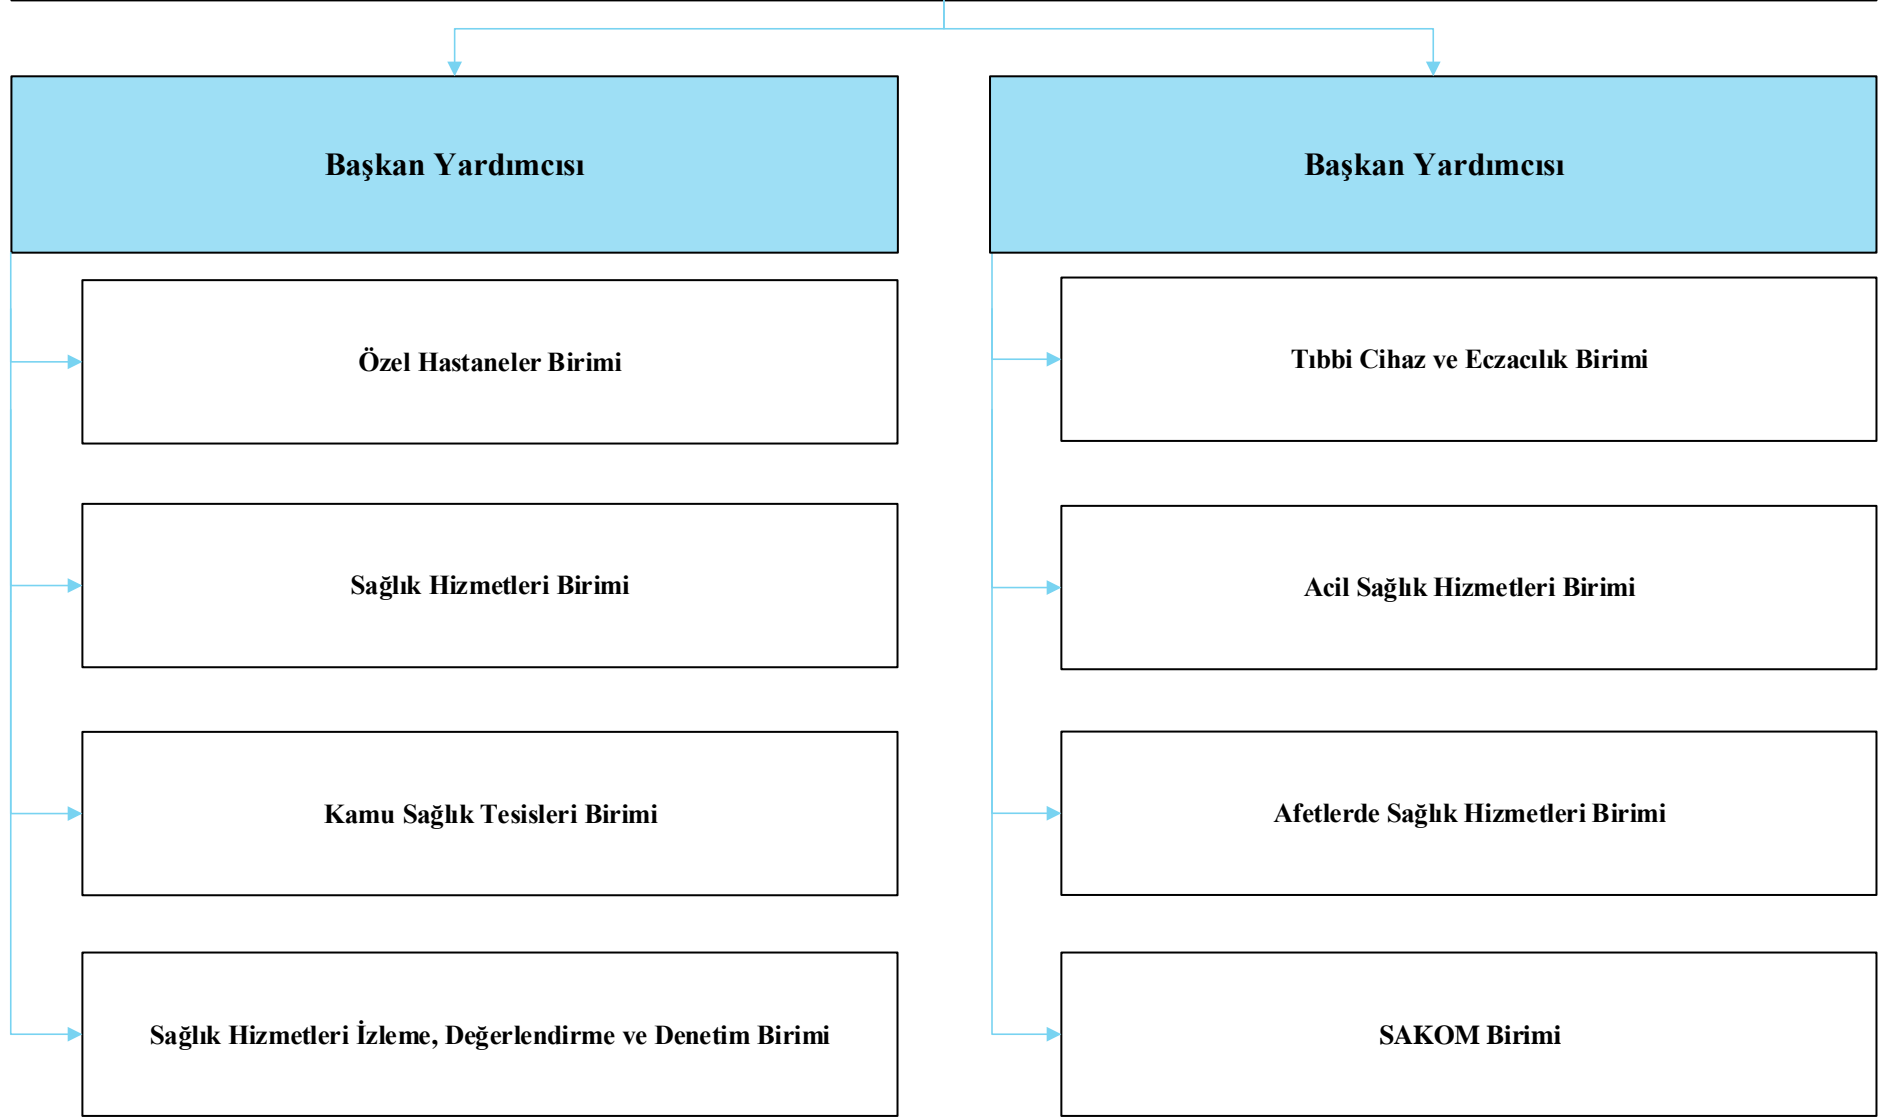 Başkan Yardımcısı
Özel Hastaneler Birimi
Sağlık Hizmetleri Birimi
Kamu Sağlık Tesisleri Birimi
Sağlık Hizmetleri İzleme, Değerlendirme ve Denetim Birimi
Başkan Yardımcısı
Tıbbi Cihaz ve Eczacılık Birimi
Acil Sağlık Hizmetleri Birimi
Afetlerde Sağlık Hizmetleri Birimi
SAKOM Birimi